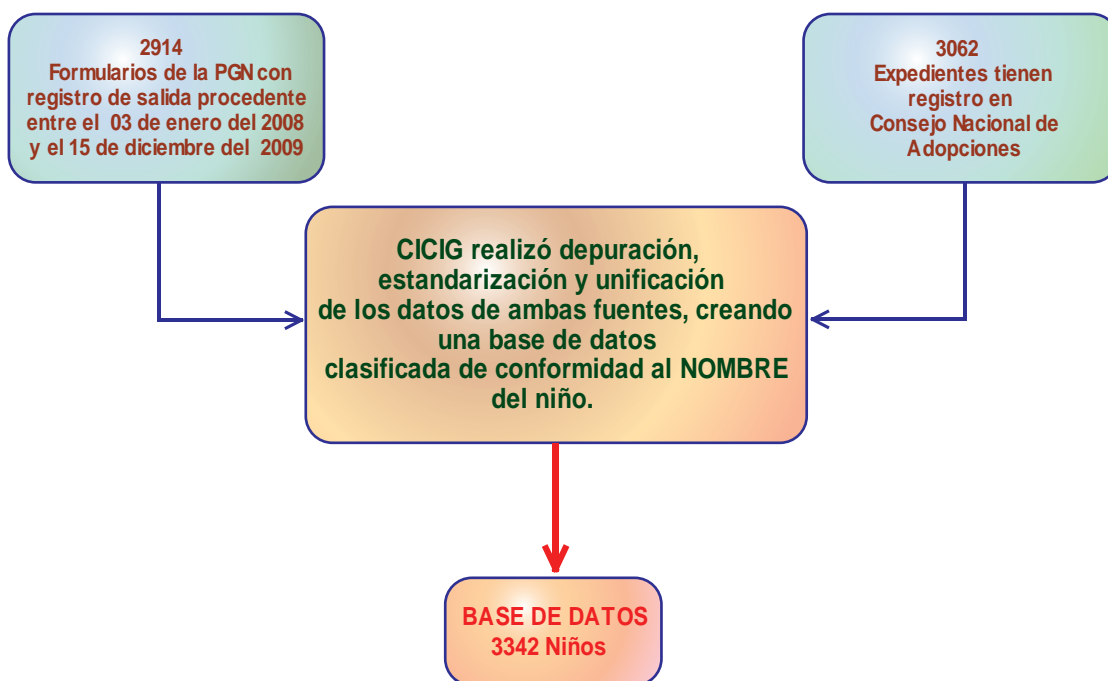 2914
Formularios de la PGN con
registro de salida procedente
entre el 03 de enero del 2008
y el 15 de diciembre del 2009
3062
Expedientes tienen
registro en
Consejo Nacional de
Adopciones
CICIG realizó depuración,
estandarización y unificación
de los datos de ambas fuentes, creando
una base de datos
clasificada de conformidad al NOMBRE
del niño.
BASE DE DATOS
3342 Niños